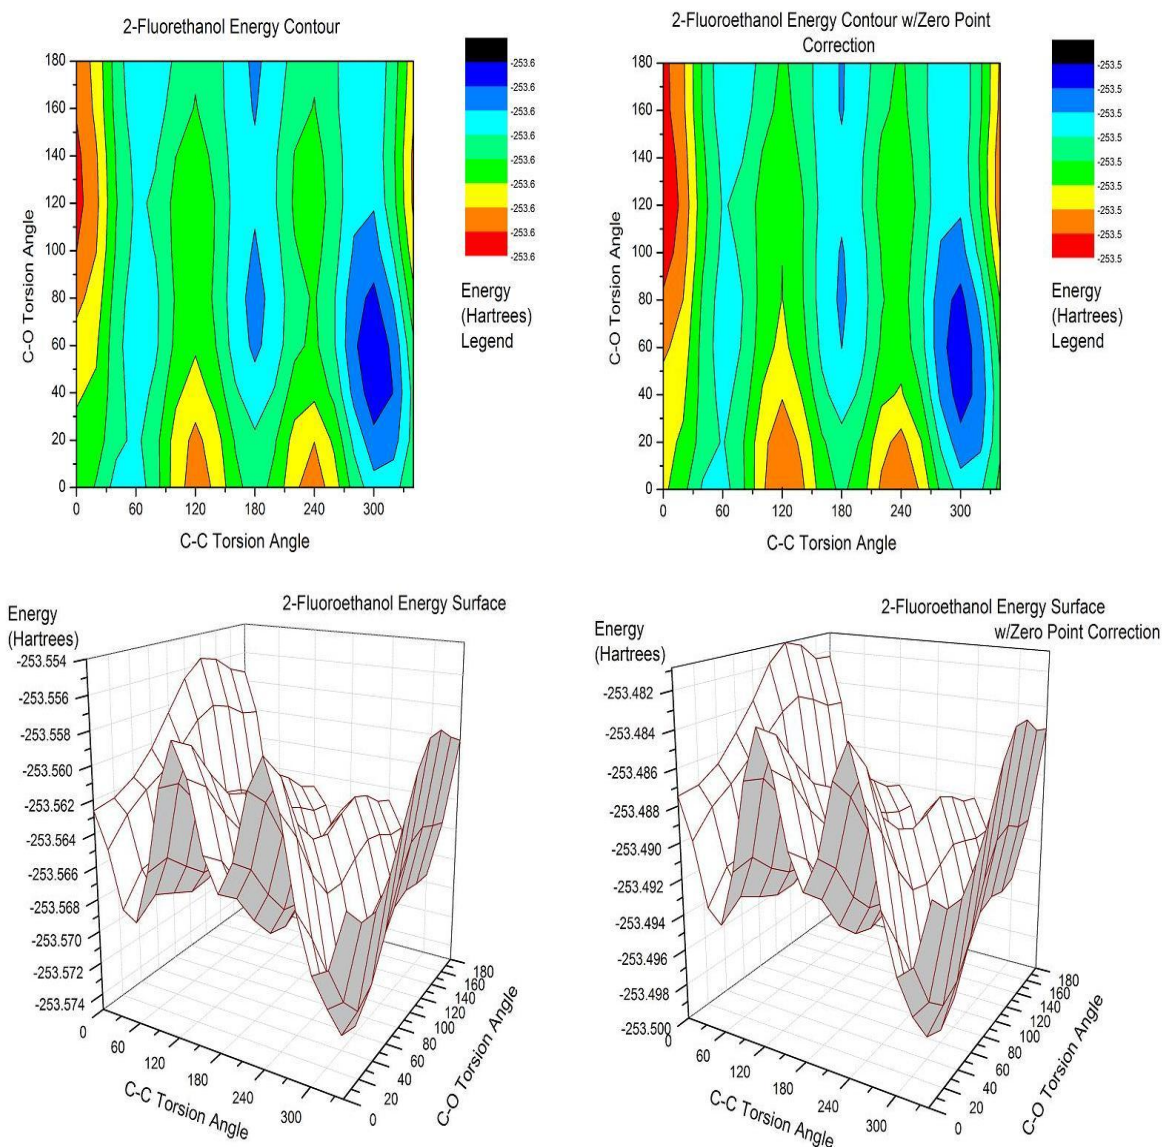 2-Fluorethanol Energy Contour
180
160
140
120
100
80
60
40
20
0
0 60 120 180 240 300
C-O Torsion Angle
C-C Torsion Angle
-253.6
-253.6
-253.6
-253.6
-253.6
-253.6
-253.6
-253.6
-253.6
Energy
(Hartrees)
Legend
2-Fluoroethanol Energy Contour w/Zero Point
Correction
180
160
140
120
100
80
60
40
20
0
0 60 120 180 240 300
C-O Torsion Angle
C-C Torsion Angle
-253.5
-253.5
-253.5
-253.5
-253.5
-253.5
-253.5
-253.5
-253.5
Energy
(Hartrees)
Legend
2-Fluoroethanol Energy Surface
Energy
(Hartrees)
-253.554
-253.556
-253.558
-253.560
-253.562
-253.564
-253.566
-253.568
-253.570
-253.572
-253.574
0 60 120 180 240 300
C-C Torsion Angle
0 20 40 60 80 100 120 140 160 180
C-O Torsion Angle
2-Fluoroethanol Energy Surface
w/Zero Point Correction
Energy
(Hartrees)
-253.482
-253.484
-253.486
-253.488
-253.490
-253.492
-253.494
-253.496
-253.498
-253.500
0 60 120 180 240 300
C-C Torsion Angle
0 20 40 60 80 100 120 140 160 180
C-O Torsion Angle